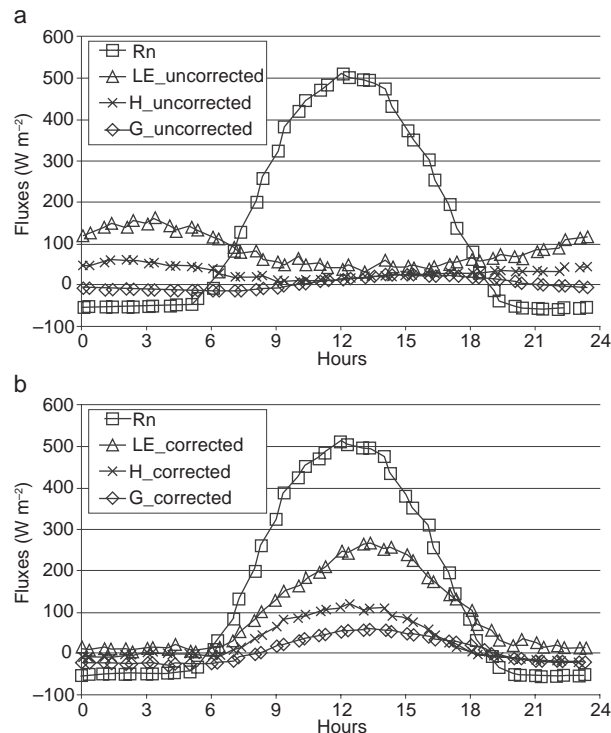 a
600
500
400
300
200
100
0
–100
Fluxes (W m–2)
Rn
LE_uncorrected
H_uncorrected
G_uncorrected
0 3 6 9 12 15 18 21 24
Hours
b
600
500
400
300
200
100
0
–100
Fluxes (W m–2)
Rn
LE_corrected
H_corrected
G_corrected
0 3 6 9 12 15 18 21 24
Hours